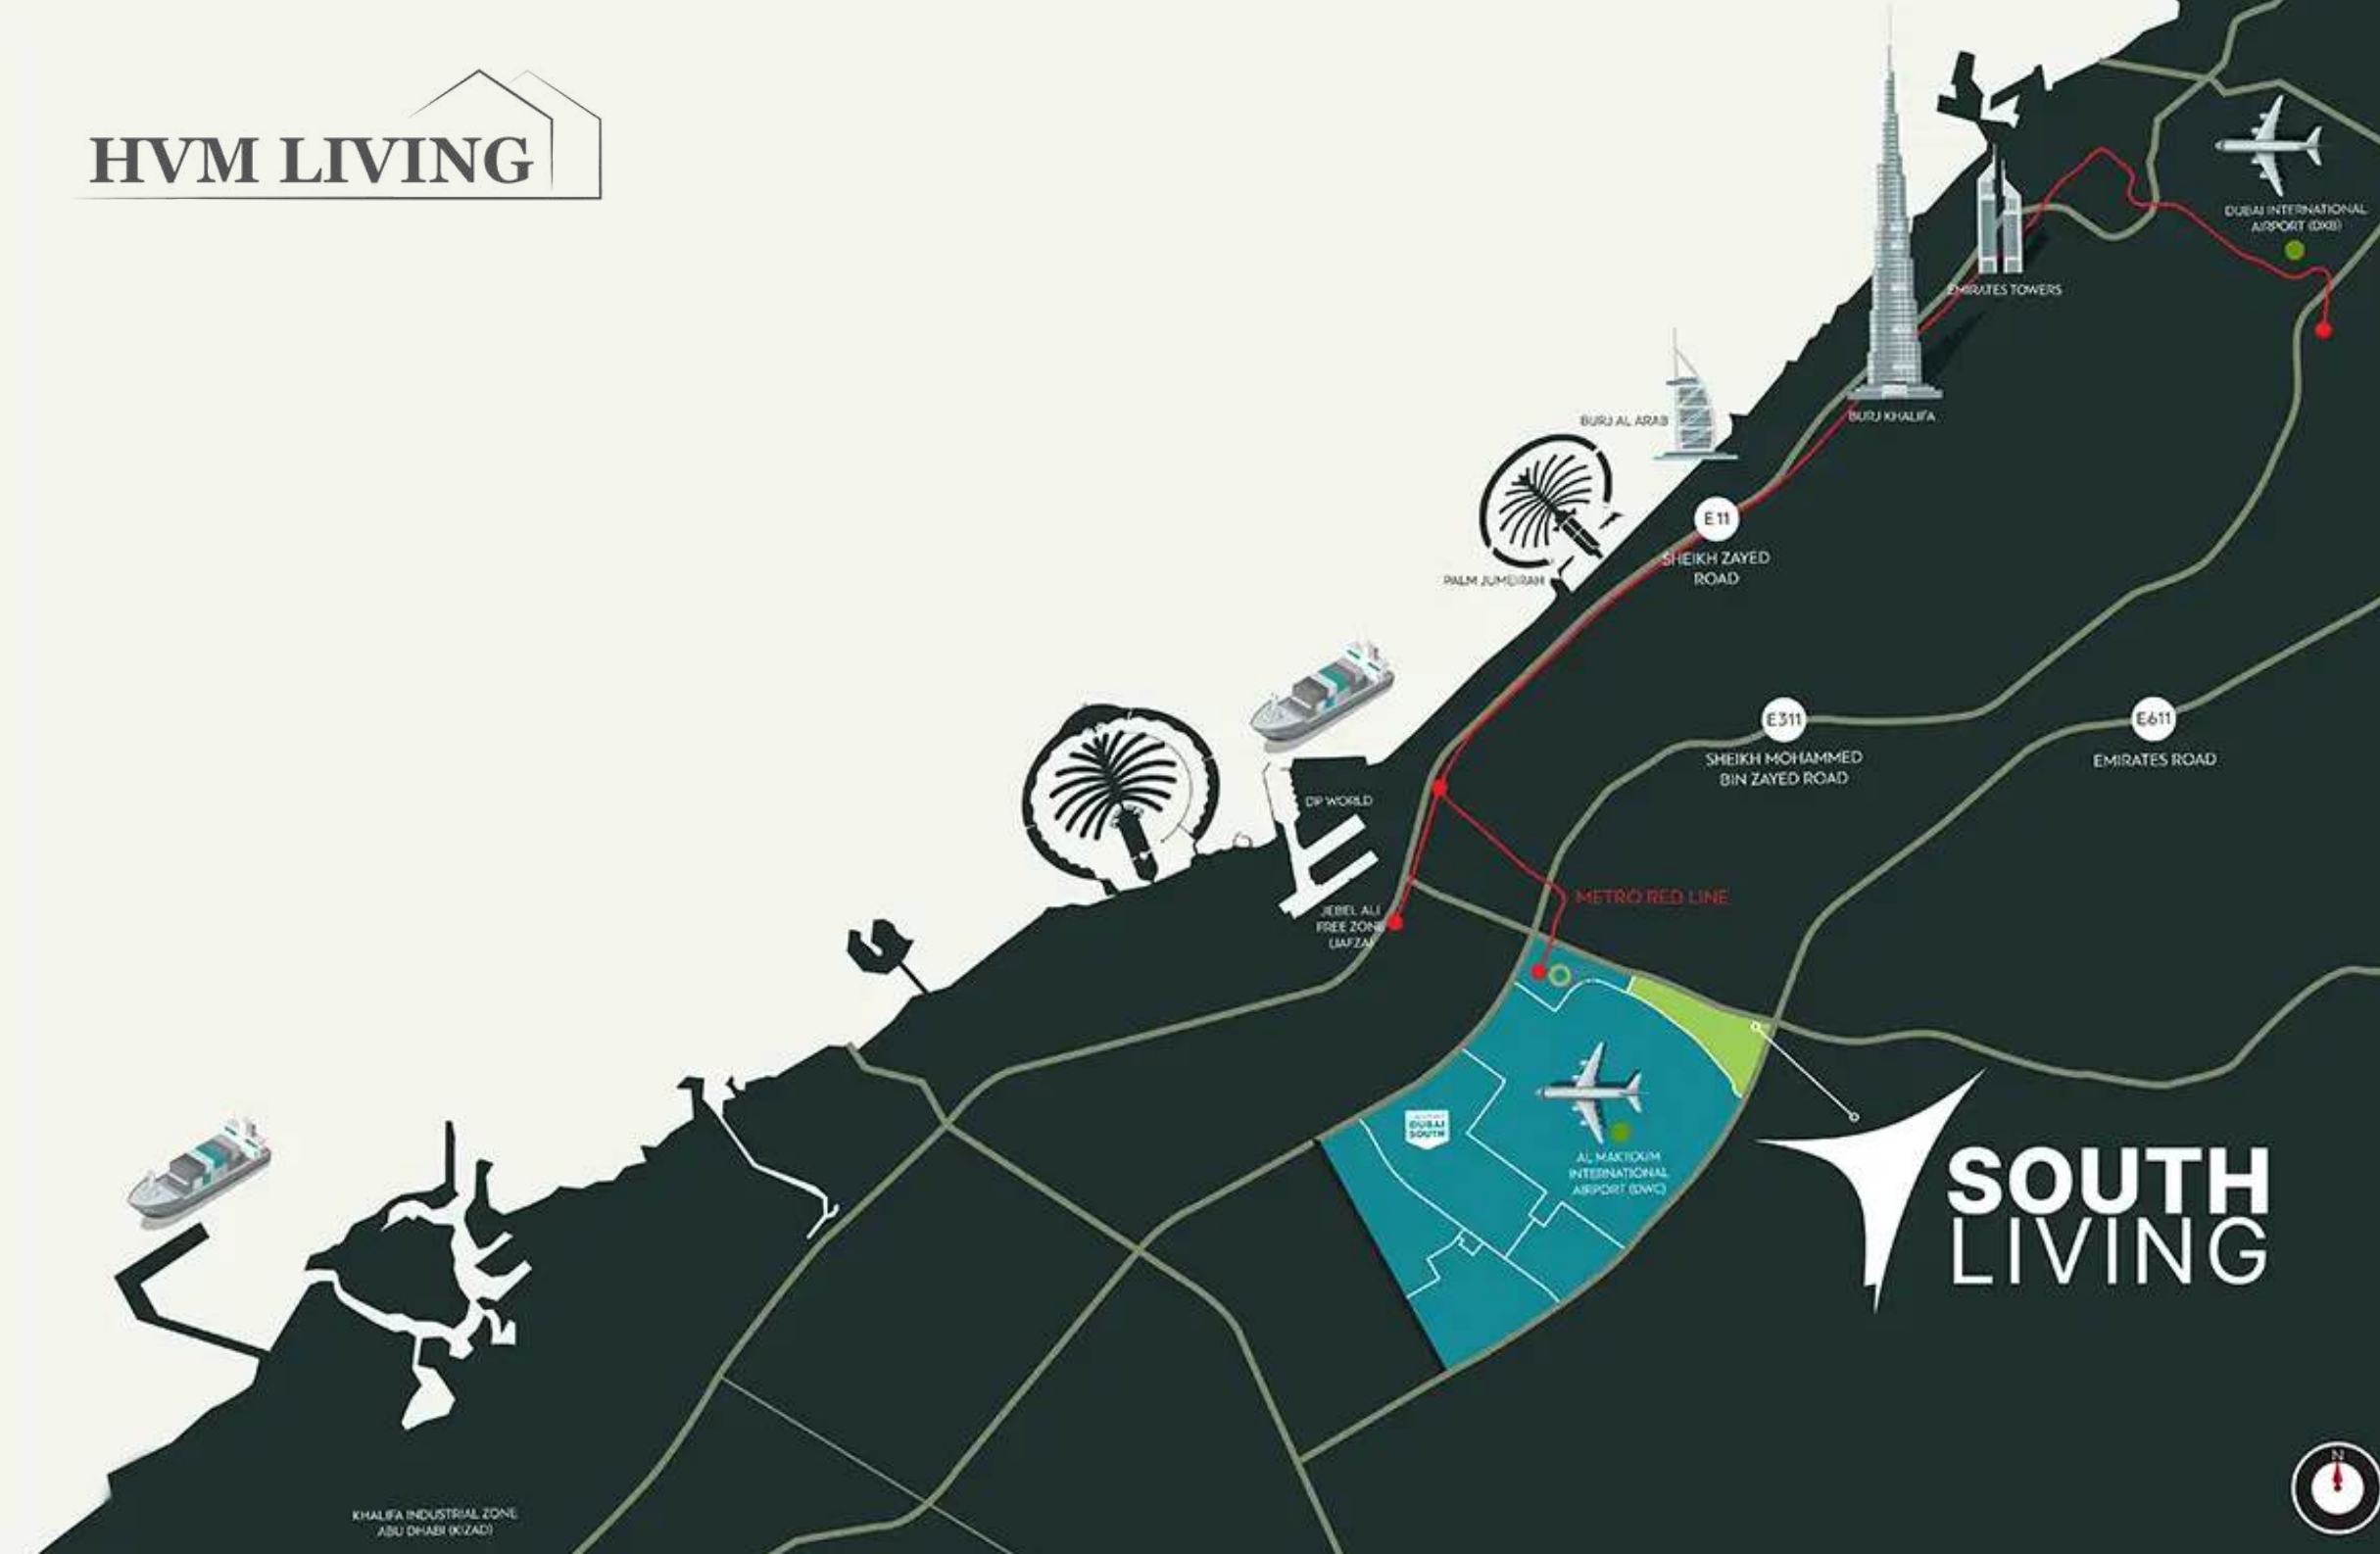 HVM LIVING
DUBAI INTERNATIONAL
AIRPORT (DXB)
EMIRATES TOWERS
BURJ KHALIFA
BURJ AL ARAB
E11
SHEIKH ZAYED
ROAD
PALM JUMEIRAH
E311
SHEIKH MOHAMMED
BIN ZAYED ROAD
E611
EMIRATES ROAD
DP WORLD
METRO RED LINE
JEBEL ALI
FREE ZONE
(JAFZA)
DUBAI
SOUTH
AL MAKTOUM
INTERNATIONAL
AIRPORT (DWC)
SOUTH
LIVING
N
KHALIFA INDUSTRIAL ZONE
ABU DHABI (KIZAD)